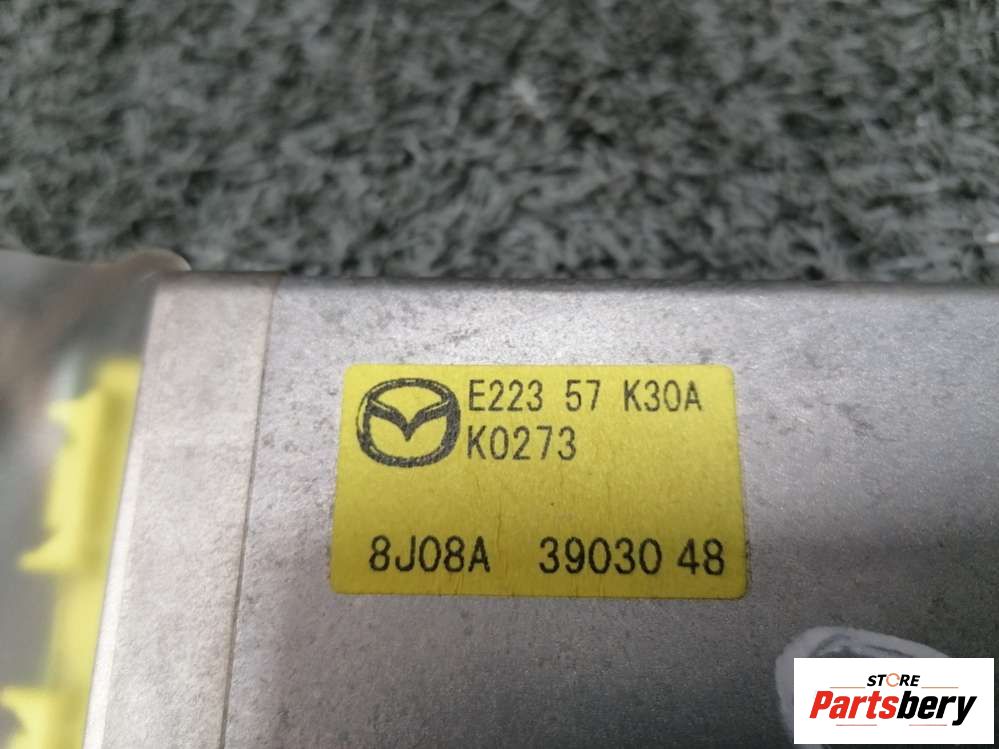 E223 57 K30A
K0273
8J08A 39030 48
STORE
Partsbery